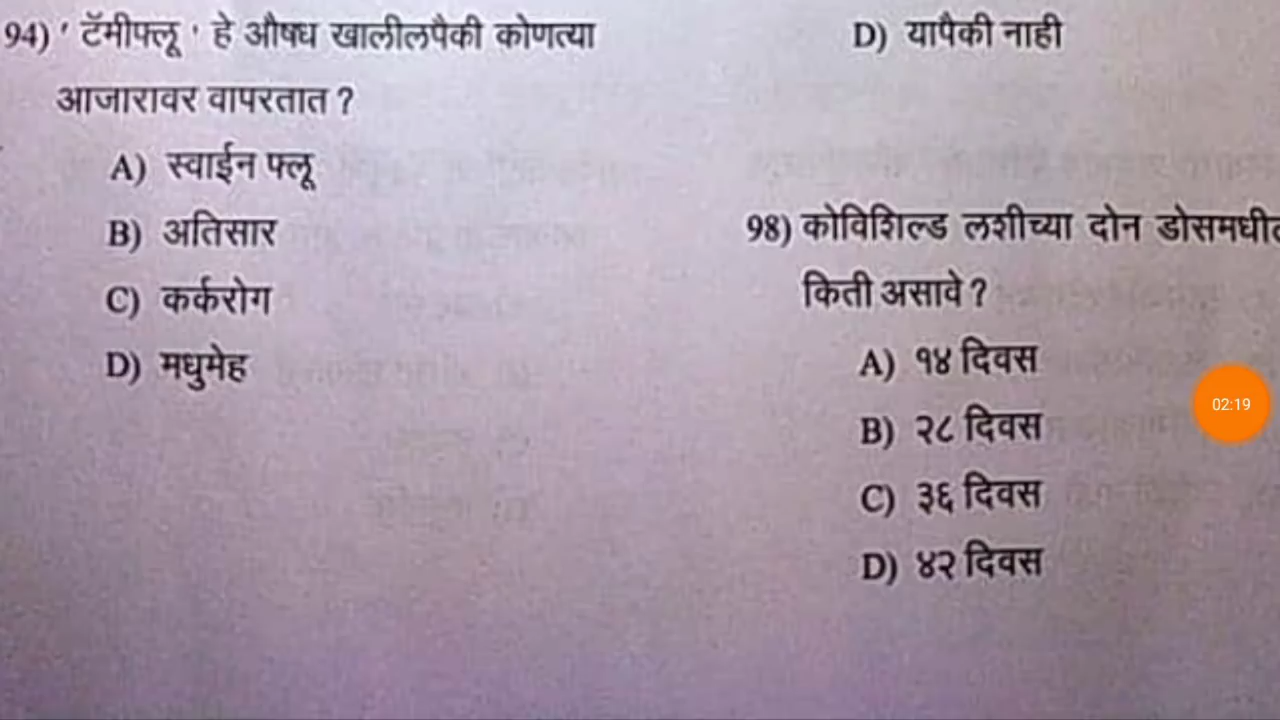 94) ' टॅमीफ्लू ' हे औषध खालीलपैकी कोणत्या
आजारावर वापरतात ?
A) स्वाईन फ्लू
B) अतिसार
C) कर्करोग
D) मधुमेह
D) यापैकी नाही
98) कोविशिल्ड लशीच्या दोन
किती असावे ?
A) १४ दिवस
B) २८ दिवस
C) ३६ दिवस
D) ४२ दिवस
02:19